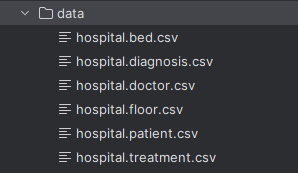 data
hospital.bed.csv
hospital.diagnosis.csv
hospital.doctor.csv
hospital.floor.csv
hospital.patient.csv
hospital.treatment.csv